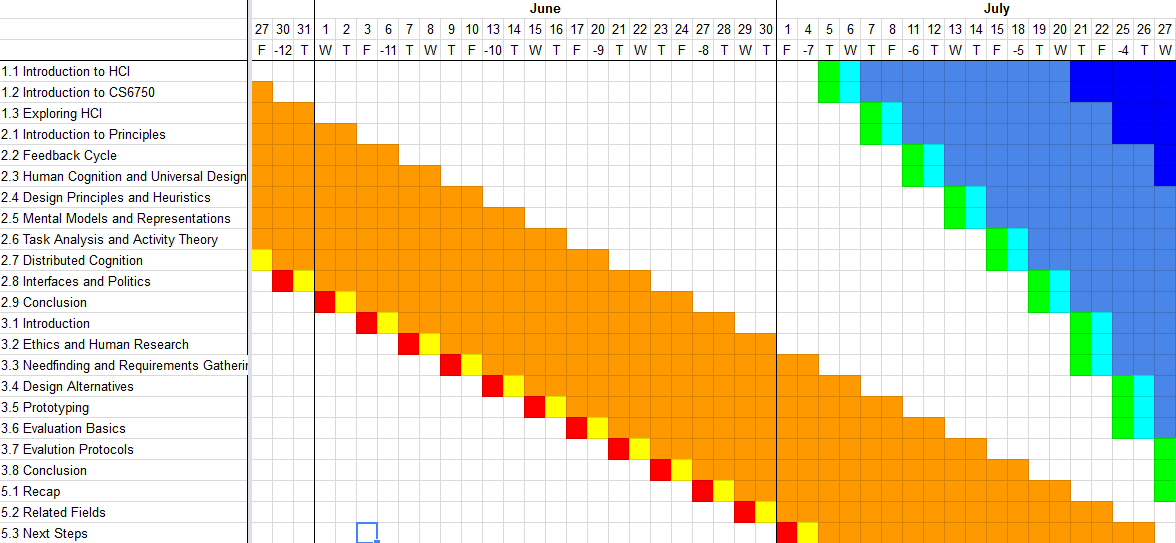 June July
27 30 31 1 2 3 6 7 8 9 10 13 14 15 16 17 20 21 22 23 24 27 28 29 30 1 4 5 6 7 8 11 12 13 14 15 18 19 20 21 22 25 26 27
F -12 T W T F -11 T W T F -10 T W T F -9 T W T F -8 T W T F -7 T W T F -6 T W T F -5 T W T F -4 T W
1.1 Introduction to HCI
1.2 Introduction to CS6750
1.3 Exploring HCI
2.1 Introduction to Principles
2.2 Feedback Cycle
2.3 Human Cognition and Universal Design
2.4 Design Principles and Heuristics
2.5 Mental Models and Representations
2.6 Task Analysis and Activity Theory
2.7 Distributed Cognition
2.8 Interfaces and Politics
2.9 Conclusion
3.1 Introduction
3.2 Ethics and Human Research
3.3 Needfinding and Requirements Gatherin
3.4 Design Alternatives
3.5 Prototyping
3.6 Evaluation Basics
3.7 Evalution Protocols
3.8 Conclusion
5.1 Recap
5.2 Related Fields
5.3 Next Steps